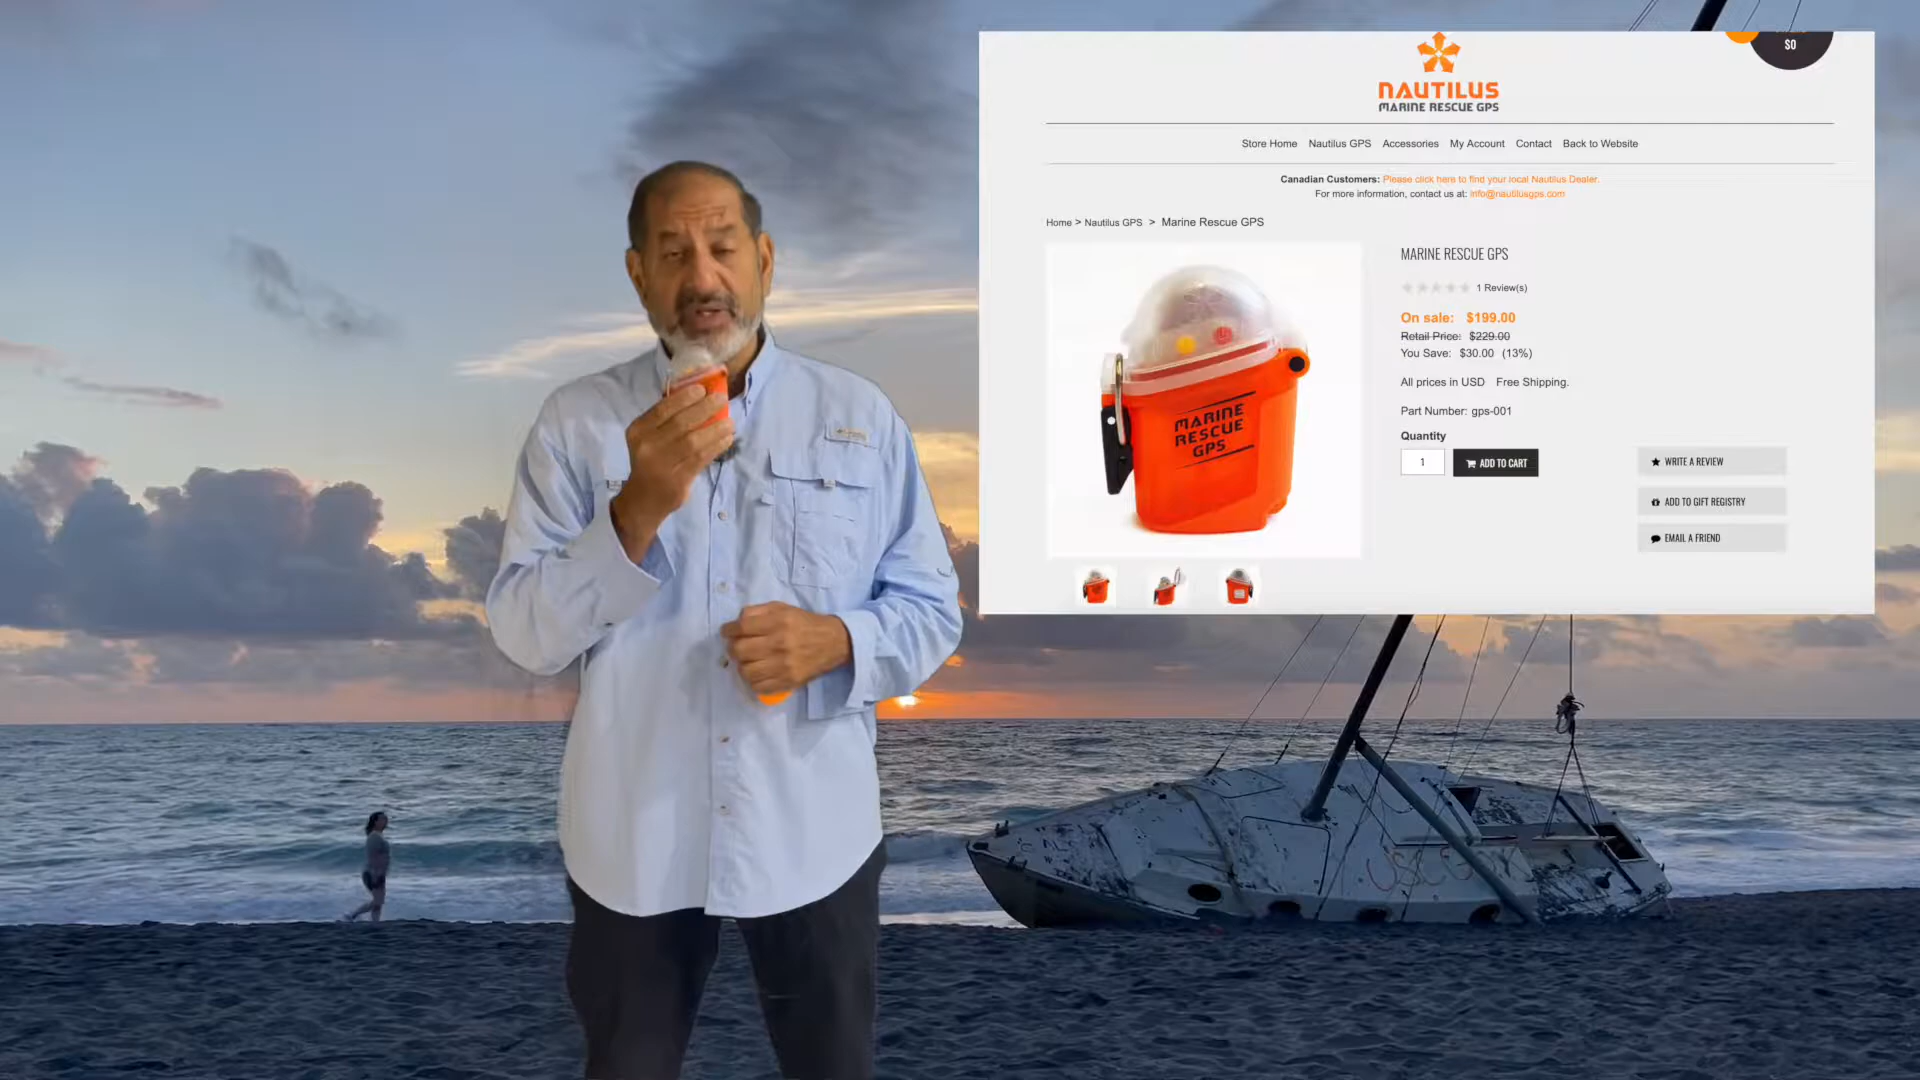 $0
NAUTILUS
MARINE RESCUE GPS
Store Home Nautilus GPS Accessories My Account Contact Back to Website
Canadian Customers: Please click here to find your local Nautilus Dealer.
For more information, contact us at: info@nautilusgps.com
Home > Nautilus GPS > Marine Rescue GPS
MARINE RESCUE GPS
1 Review(s)
On sale: $199.00
Retail Price: $229.00
You Save: $30.00 (13%)
All prices in USD Free Shipping.
Part Number: gps-001
Quantity
1 ADD TO CART
WRITE A REVIEW
ADD TO GIFT REGISTRY
EMAIL A FRIEND
MARINE
RESCUE
GPS